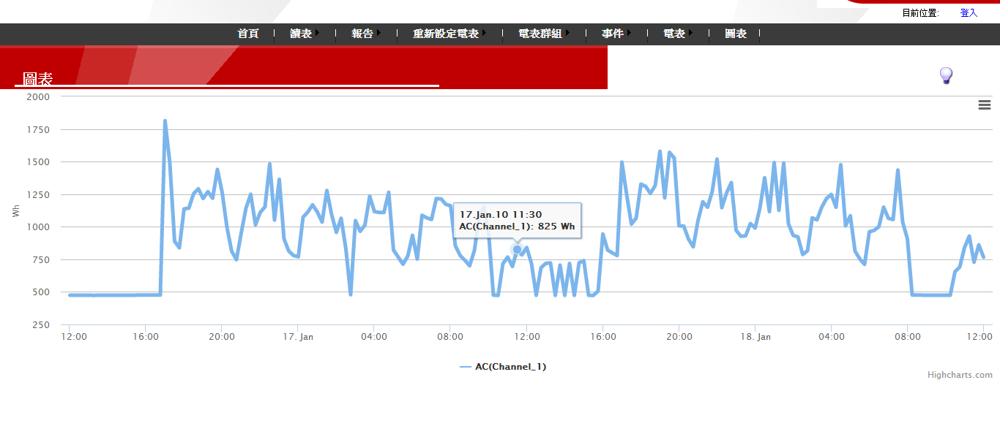 目前位置: 登入
首頁 讀表 報告 重新設定電表 電表群組 事件 電表 圖表
圖表
2000
1750
1500
1250
1000
750
500
250
Wh
17.Jan.10 11:30
AC(Channel_1): 825 Wh
12:00 16:00 20:00 17. Jan 04:00 08:00 12:00 16:00 20:00 18. Jan 04:00 08:00 12:00
AC(Channel_1)
Highcharts.com